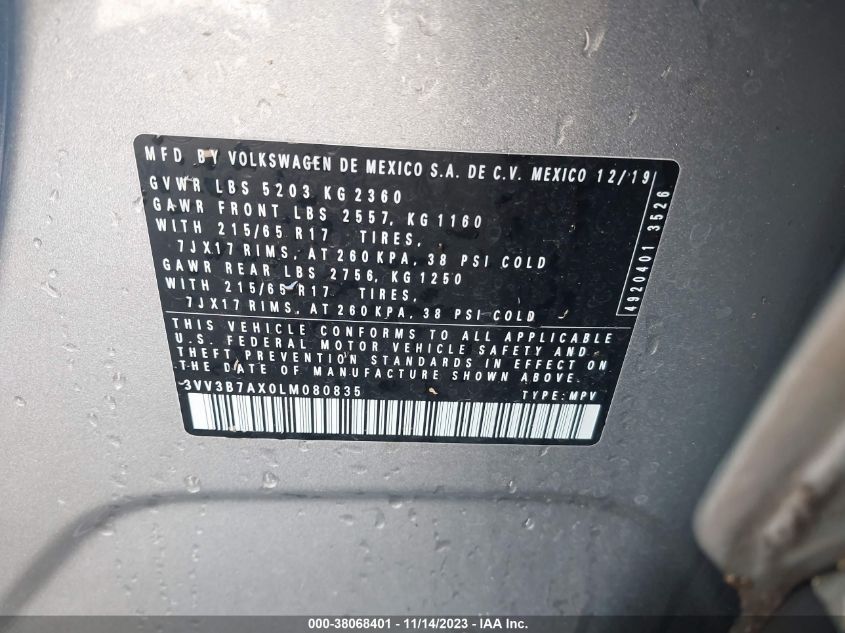 MFD BY VOLKSWAGEN DE MEXICO S.A. DE C.V. MEXICO 12/19
GVWR LBS 5203 KG 2360
GAWR FRONT LBS 2557, KG 1160
WITH 215/65 R17 TIRES,
7JX17 RIMS, AT 260 KPA, 38 PSI COLD
GAWR REAR LBS 2756, KG 1250
WITH 215/65 R17 TIRES,
7JX17 RIMS, AT 260 KPA, 38 PSI COLD
4920401 3526
THIS VEHICLE CONFORMS TO ALL APPLICABLE
U.S. FEDERAL MOTOR VEHICLE SAFETY AND
THEFT PREVENTION STANDARDS IN EFFECT ON
THE DATE OF MANUFACTURE SHOWN ABOVE.
3VV3B7AX0LM080835 TYPE: MPV
000-38068401 - 11/14/2023 - IAAI Inc.